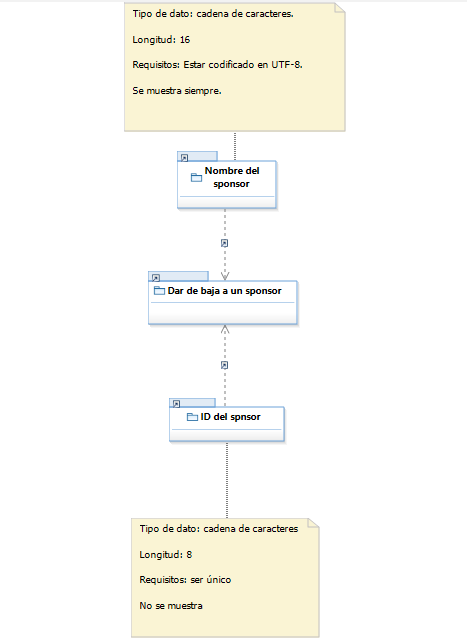 Tipo de dato: cadena de caracteres.
Longitud: 16
Requisitos: Estar codificado en UTF-8.
Se muestra siempre.
Nombre del
sponsor
Dar de baja a un sponsor
ID del spnsor
Tipo de dato: cadena de caracteres
Longitud: 8
Requisitos: ser único
No se muestra